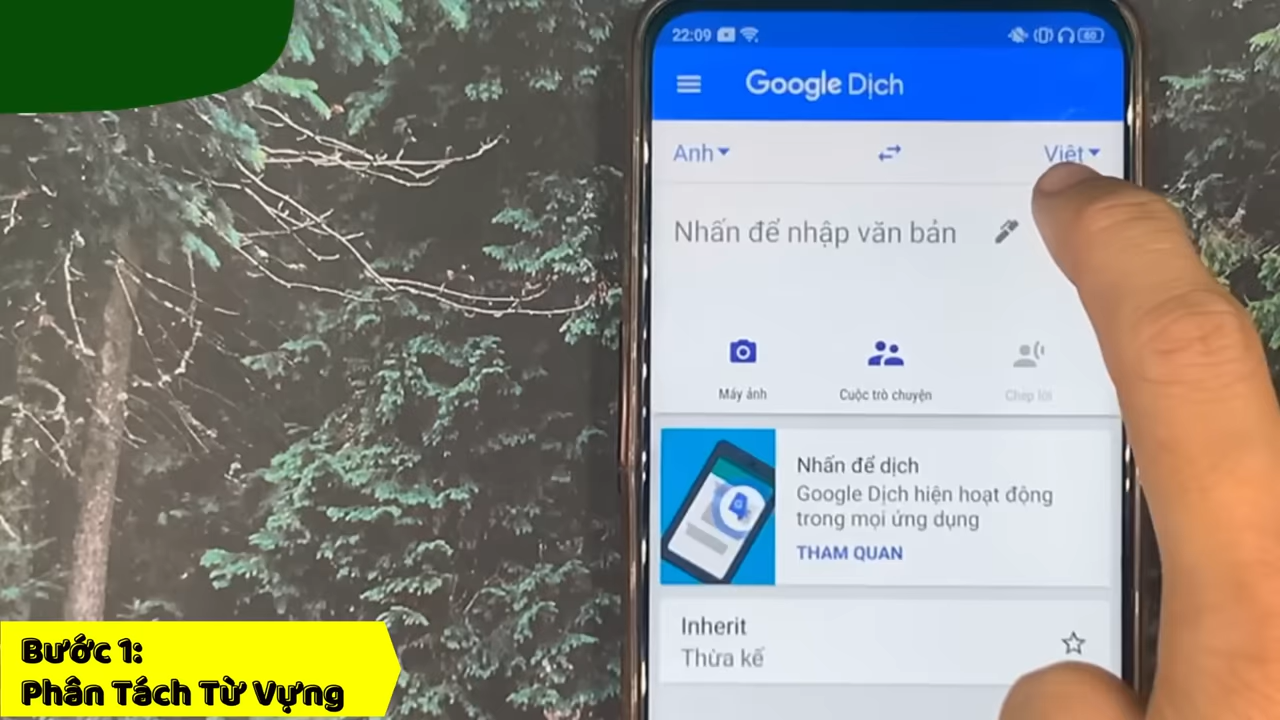 22:09
60
Google Dịch
Anh
Việt
Nhấn để nhập văn bản
Máy ảnh
Cuộc trò chuyện
Chép lời
Nhấn để dịch
Google Dịch hiện hoạt động
trong mọi ứng dụng
THAM QUAN
Inherit
Thừa kế
Bước 1:
Phân Tách Từ Vựng